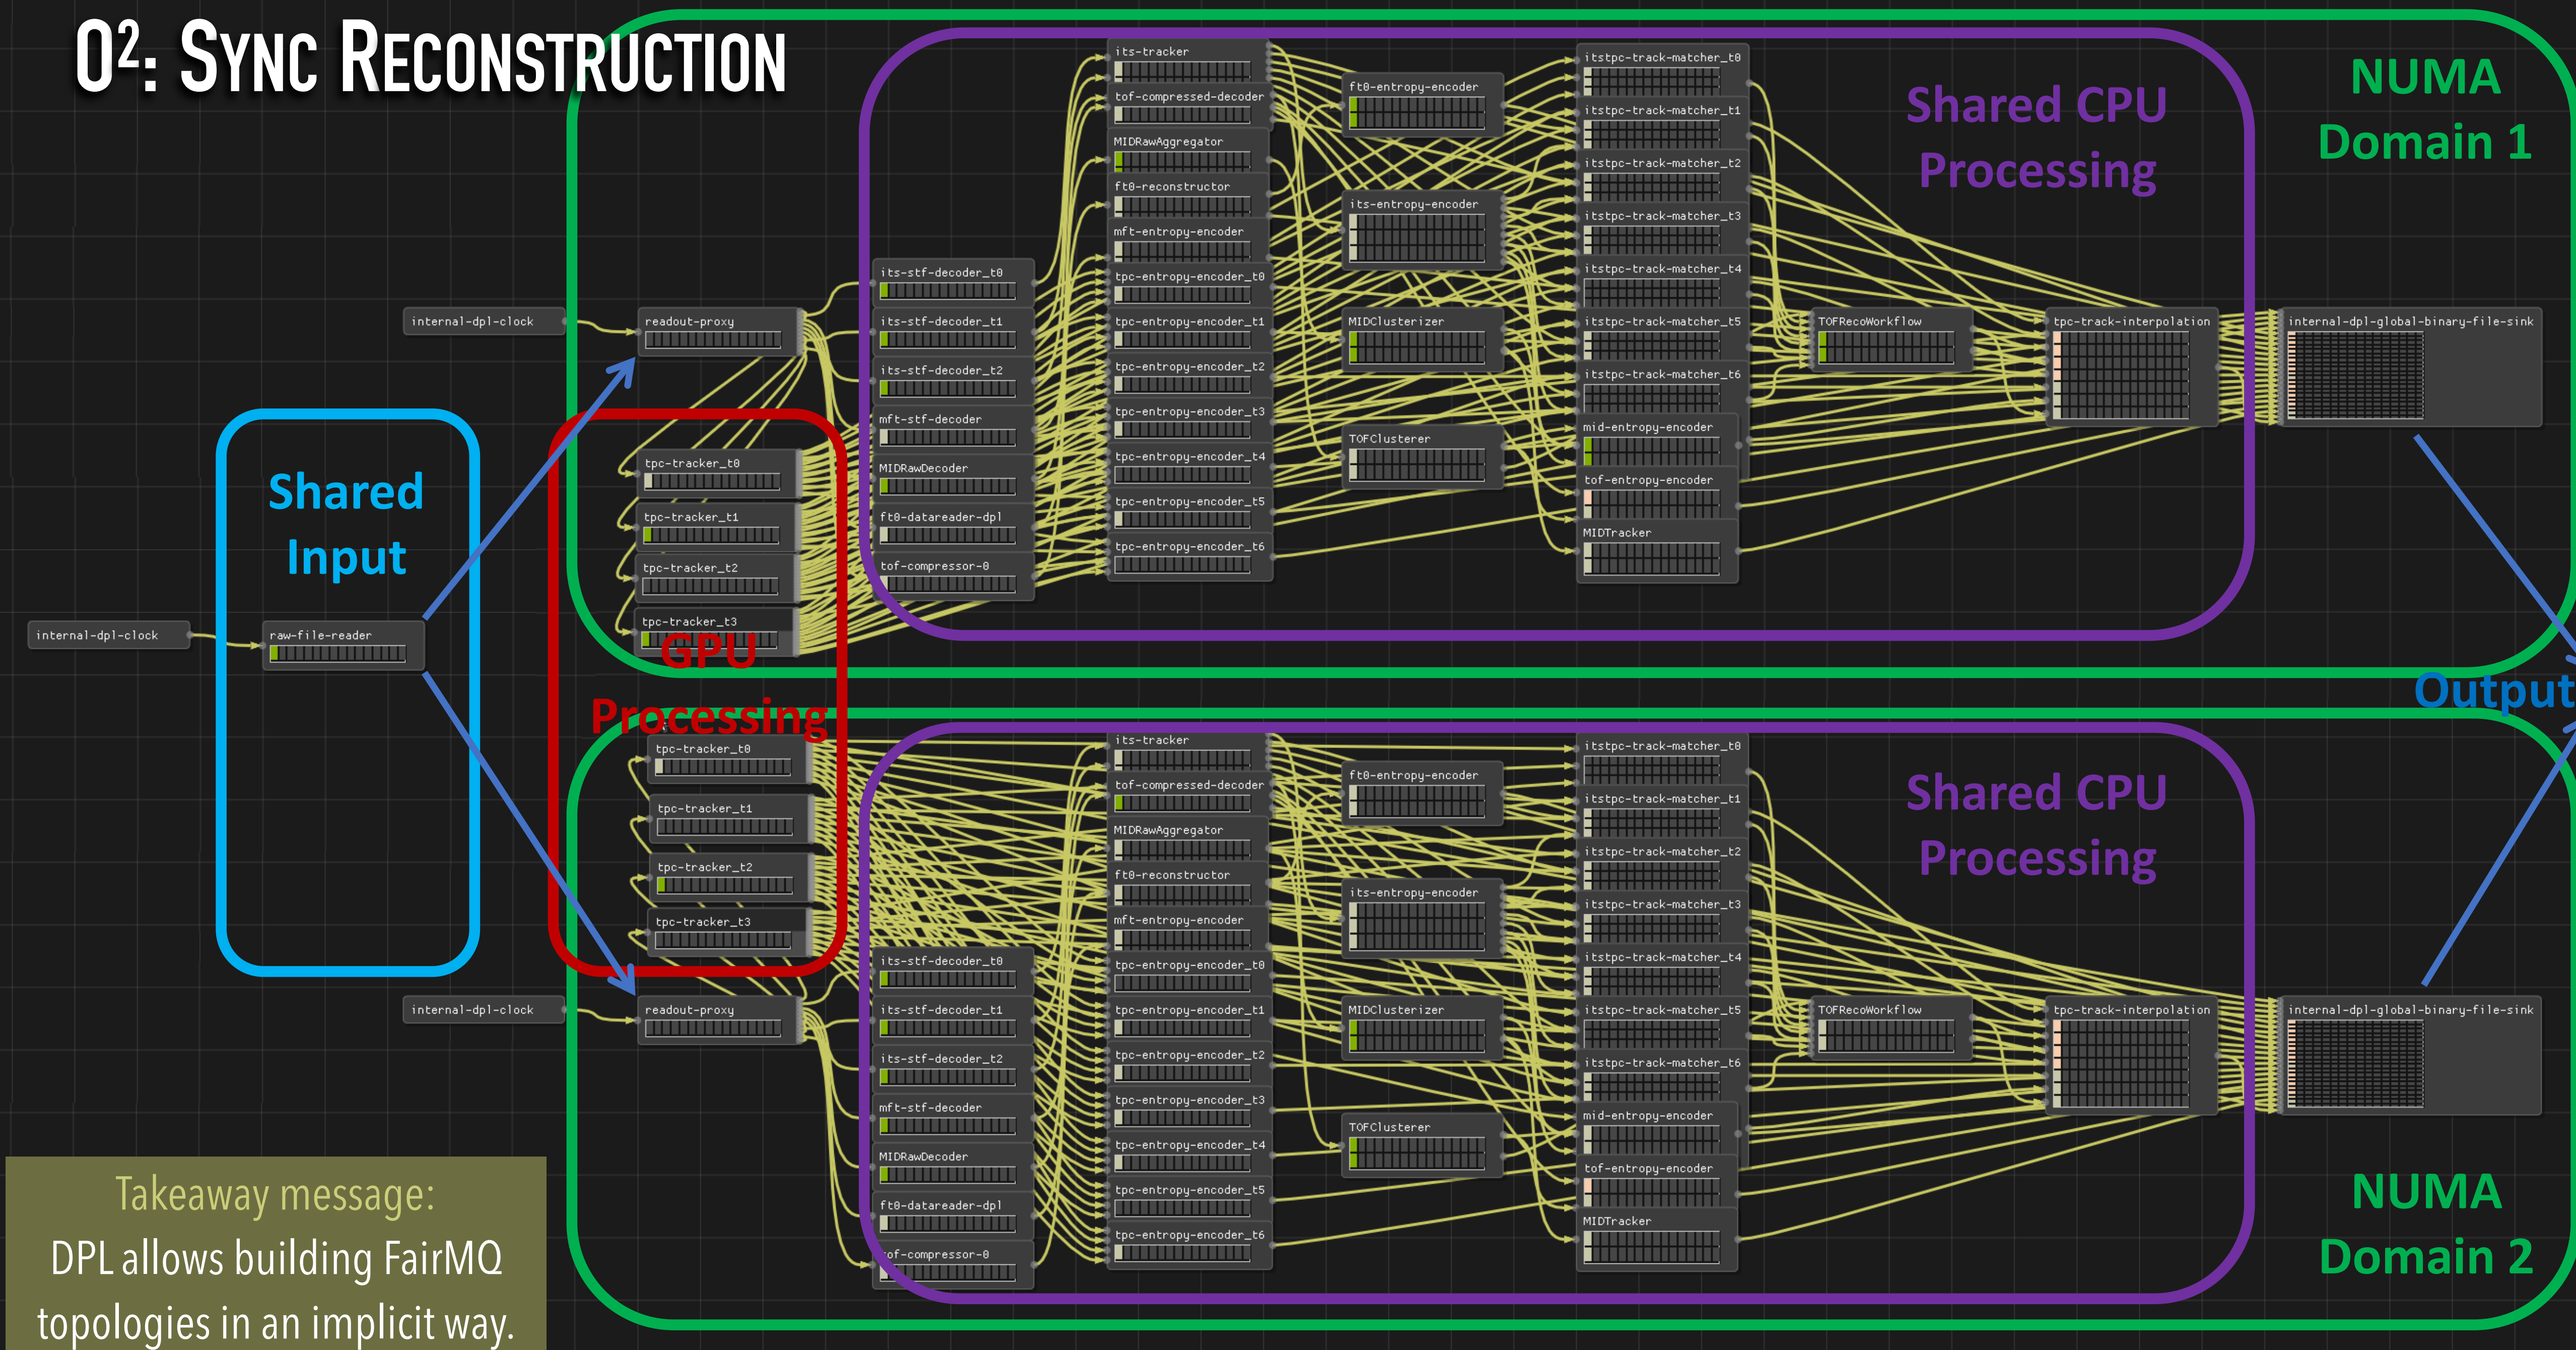 O²: Sync Reconstruction
NUMA
Domain 1
Shared CPU
Processing
Shared
Input
GPU
Processing
Output
internal-dpl-clock
raw-file-reader
internal-dpl-clock
readout-proxy
tpc-tracker_t0
tpc-tracker_t1
tpc-tracker_t2
tpc-tracker_t3
its-stf-decoder_t0
its-stf-decoder_t1
its-stf-decoder_t2
mft-stf-decoder
MIDRawDecoder
ft0-datareader-dpl
tof-compressor-0
its-tracker
tof-compressed-decoder
MIDRawAggregator
ft0-reconstructor
mft-entropy-encoder
tpc-entropy-encoder_t0
tpc-entropy-encoder_t1
tpc-entropy-encoder_t2
tpc-entropy-encoder_t3
tpc-entropy-encoder_t4
tpc-entropy-encoder_t5
tpc-entropy-encoder_t6
ft0-entropy-encoder
its-entropy-encoder
MIDClusterizer
TOFClusterer
itstpc-track-matcher_t0
itstpc-track-matcher_t1
itstpc-track-matcher_t2
itstpc-track-matcher_t3
itstpc-track-matcher_t4
itstpc-track-matcher_t5
itstpc-track-matcher_t6
mid-entropy-encoder
tof-entropy-encoder
MIDTracker
TOFRecoWorkflow
tpc-track-interpolation
internal-dpl-global-binary-file-sink
tpc-tracker_t0
tpc-tracker_t1
tpc-tracker_t2
tpc-tracker_t3
internal-dpl-clock
readout-proxy
its-stf-decoder_t0
its-stf-decoder_t1
its-stf-decoder_t2
mft-stf-decoder
MIDRawDecoder
ft0-datareader-dpl
tof-compressor-0
its-tracker
tof-compressed-decoder
MIDRawAggregator
ft0-reconstructor
mft-entropy-encoder
tpc-entropy-encoder_t0
tpc-entropy-encoder_t1
tpc-entropy-encoder_t2
tpc-entropy-encoder_t3
tpc-entropy-encoder_t4
tpc-entropy-encoder_t5
tpc-entropy-encoder_t6
ft0-entropy-encoder
its-entropy-encoder
MIDClusterizer
TOFClusterer
itstpc-track-matcher_t0
itstpc-track-matcher_t1
itstpc-track-matcher_t2
itstpc-track-matcher_t3
itstpc-track-matcher_t4
itstpc-track-matcher_t5
itstpc-track-matcher_t6
mid-entropy-encoder
tof-entropy-encoder
MIDTracker
TOFRecoWorkflow
tpc-track-interpolation
internal-dpl-global-binary-file-sink
Shared CPU
Processing
NUMA
Domain 2
Takeaway message:
DPL allows building FairMQ
topologies in an implicit way.